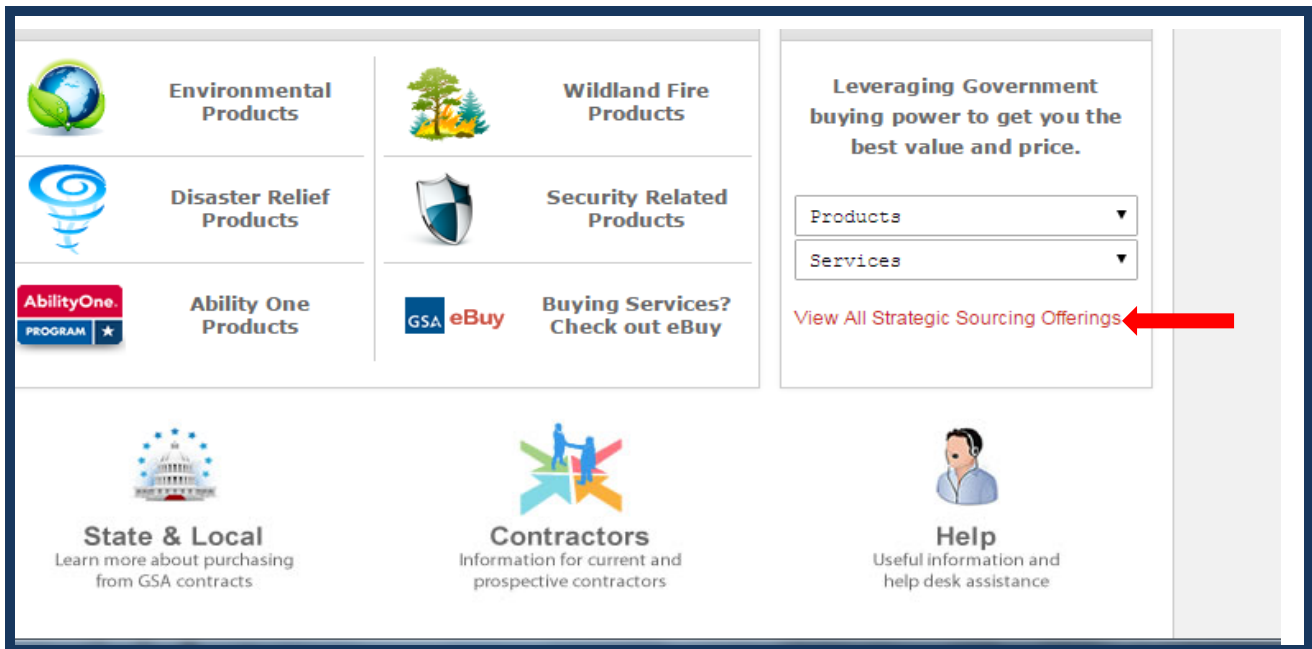 Environmental
Products
Wildland Fire
Products
Disaster Relief
Products
Security Related
Products
AbilityOne.
PROGRAM
Ability One
Products
GSA eBuy
Buying Services?
Check out eBuy
Leveraging Government
buying power to get you the
best value and price.
Products
Services
View All Strategic Sourcing Offerings
State & Local
Learn more about purchasing
from GSA contracts
Contractors
Information for current and
prospective contractors
Help
Useful information and
help desk assistance